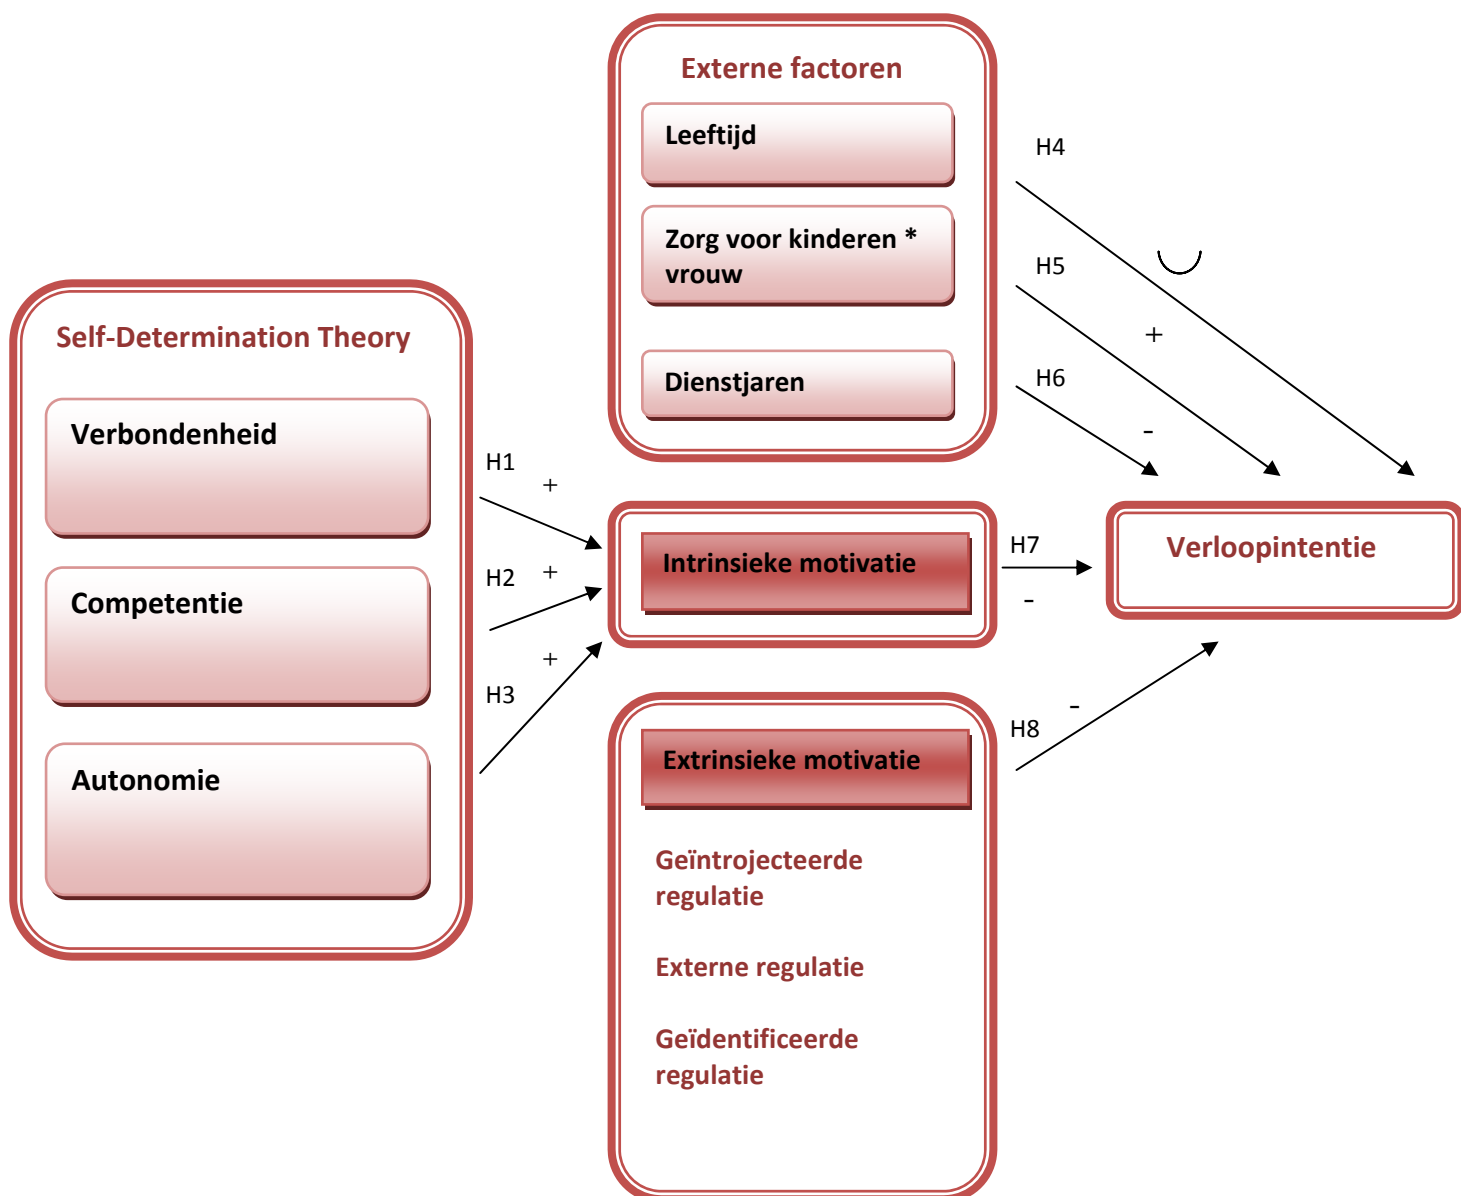 Externe factoren
Leeftijd
Zorg voor kinderen *
vrouw
Dienstjaren
H4
H5
+
H6
-
Self-Determination Theory
Verbondenheid
Competentie
Autonomie
H1
+
H2
+
+
H3
Intrinsieke motivatie
H7
-
Verloopintentie
Extrinsieke motivatie
H8
-
Geïntrojecteerde
regulatie
Externe regulatie
Geïdentificeerde
regulatie